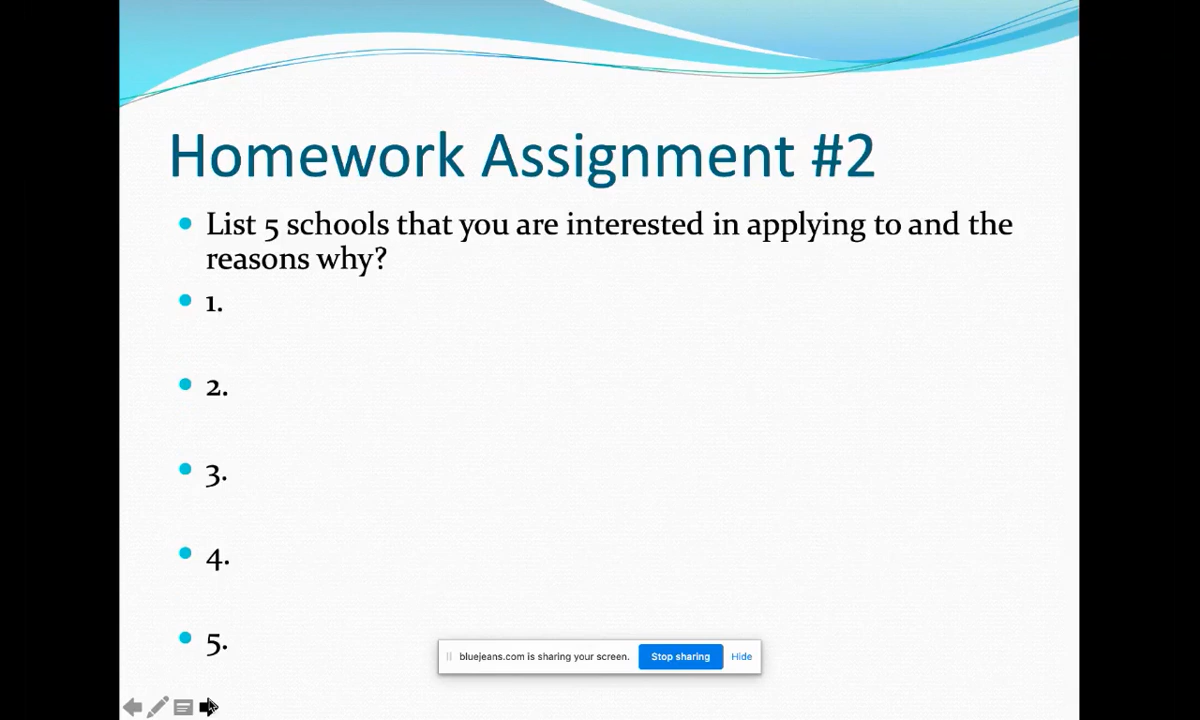 Homework Assignment #2
List 5 schools that you are interested in applying to and the
reasons why?
1.
2.
3.
4.
5.
bluejeans.com is sharing your screen.
Stop sharing
Hide